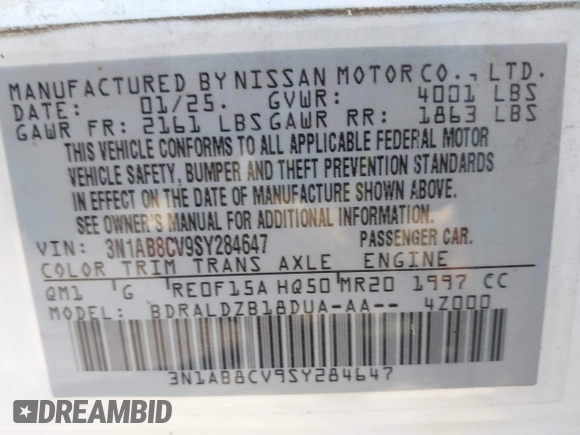 MANUFACTURED BY NISSAN MOTOR CO., LTD.
DATE: 01/25. GVWR: 4001 LBS
GAWR FR: 2161 LBS GAWR RR: 1863 LBS
THIS VEHICLE CONFORMS TO ALL APPLICABLE FEDERAL MOTOR
VEHICLE SAFETY, BUMPER AND THEFT PREVENTION STANDARDS
IN EFFECT ON THE DATE OF MANUFACTURE SHOWN ABOVE.
SEE OWNER'S MANUAL FOR ADDITIONAL INFORMATION.
VIN: 3N1AB8CV9SY284647 PASSENGER CAR.
COLOR TRIM TRANS AXLE ENGINE
QM1 G RE0F15A HQ50 MR20 1997 CC
MODEL: BDRALDZB18DUA-AA-- 4Z000
3N1AB8CV9SY284647
DREAMBID